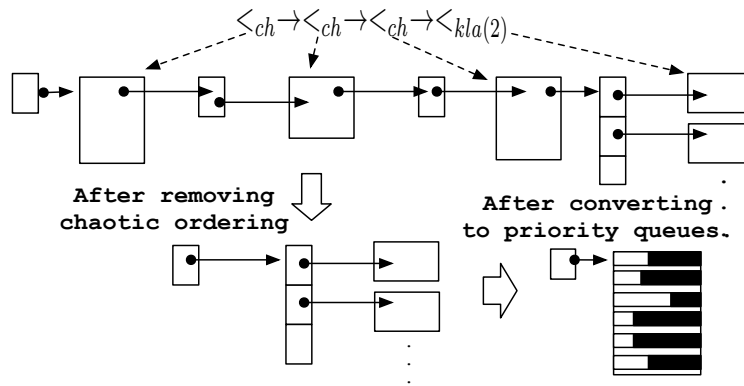 <ch→<ch→<ch→<kla(2)
After removing
chaotic ordering
After converting
to priority queues.